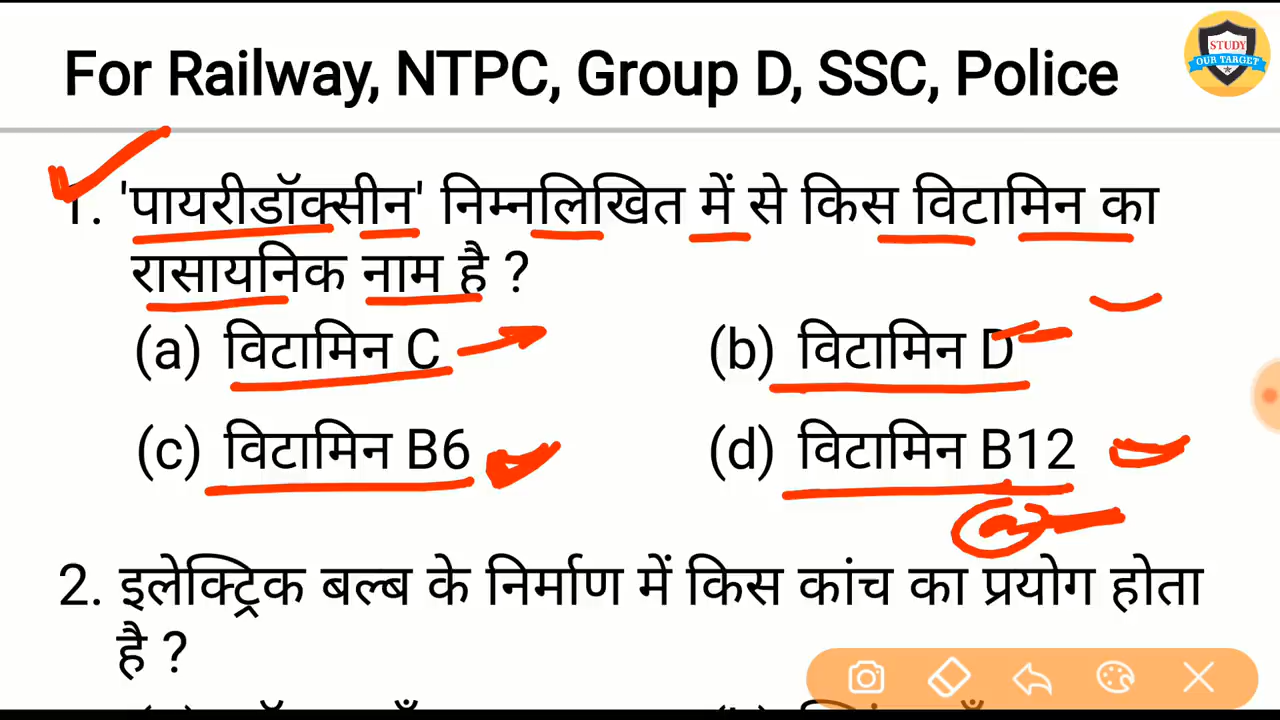 For Railway, NTPC, Group D, SSC, Police
STUDY
OUR TARGET
1. 'पायरीडॉक्सीन' निम्नलिखित में से किस विटामिन का
रासायनिक नाम है ?
(a) विटामिन C
(b) विटामिन D
(c) विटामिन B6
(d) विटामिन B12
2. इलेक्ट्रिक बल्ब के निर्माण में किस कांच का प्रयोग होता
है ?